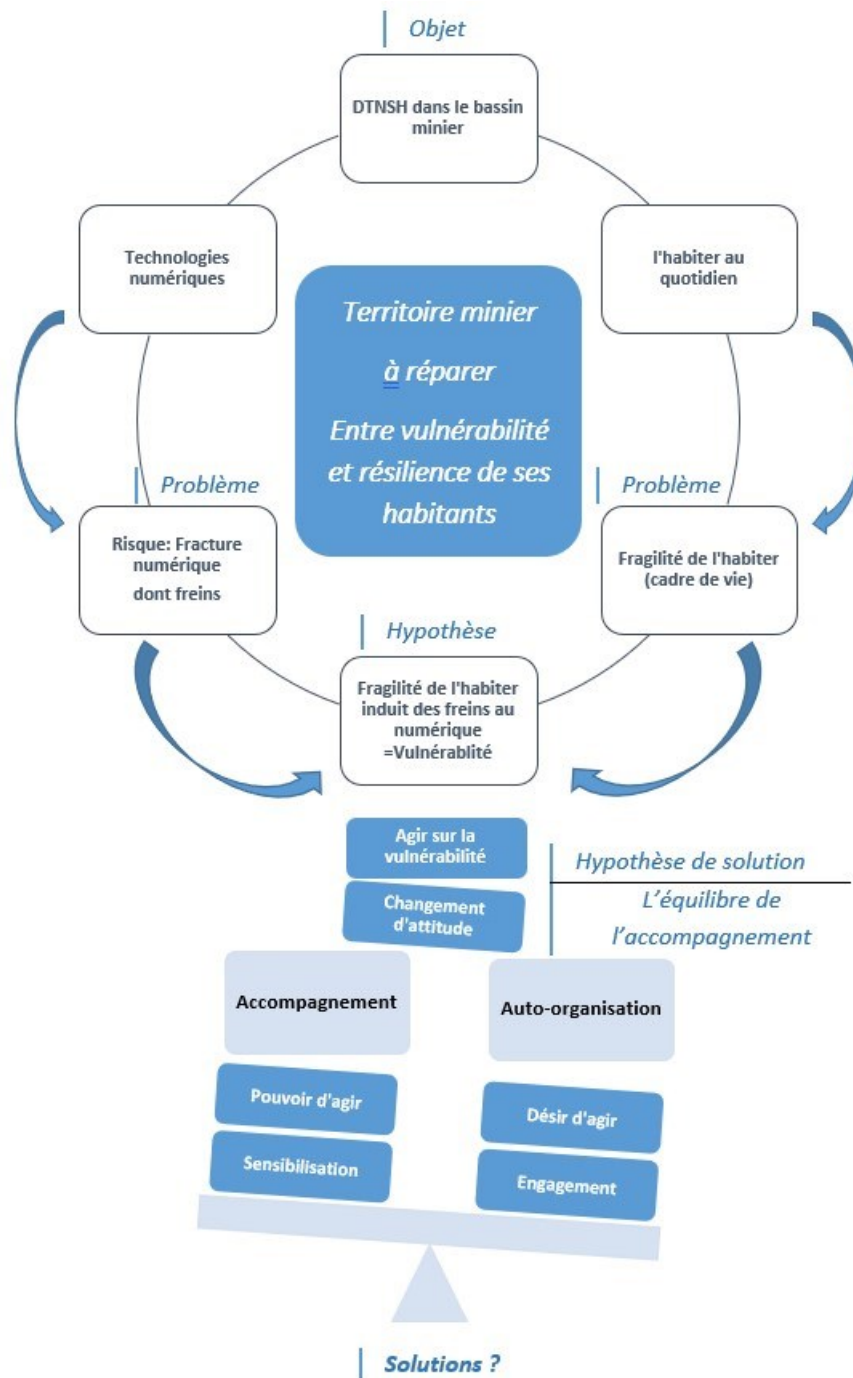 Objet
DTNSH dans le bassin
minier
Technologies
numériques
l'habiter au
quotidien
Territoire minier
à réparer
Entre vulnérabilité
et résilience de ses
habitants
Problème
Problème
Risque: Fracture
numérique
dont freins
Fragilité de l'habiter
(cadre de vie)
Hypothèse
Fragilité de l'habiter
induit des freins au
numérique
=Vulnérablité
Agir sur la
vulnérabilité
Changement
d'attitude
Hypothèse de solution
L’équilibre de
l’accompagnement
Accompagnement
Auto-organisation
Pouvoir d'agir
Désir d'agir
Sensibilisation
Engagement
Solutions ?